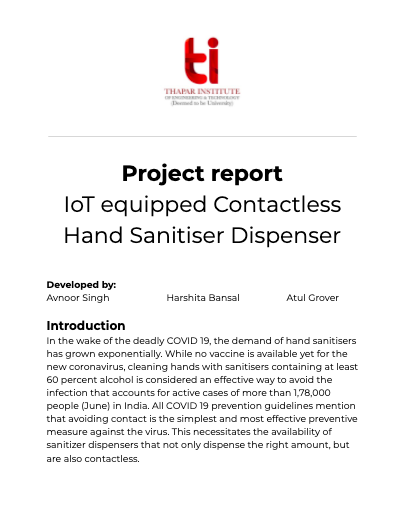 ti
THAPAR INSTITUTE
OF ENGINEERING & TECHNOLOGY
(Deemed to be University)
Project report
IoT equipped Contactless
Hand Sanitiser Dispenser
Developed by:
Avnoor Singh Harshita Bansal Atul Grover
Introduction
In the wake of the deadly COVID 19, the demand of hand sanitisers
has grown exponentially. While no vaccine is available yet for the
new coronavirus, cleaning hands with sanitisers containing at least
60 percent alcohol is considered an effective way to avoid the
infection that accounts for active cases of more than 1,78,000
people (June) in India. All COVID 19 prevention guidelines mention
that avoiding contact is the simplest and most effective preventive
measure against the virus. This necessitates the availability of
sanitizer dispensers that not only dispense the right amount, but
are also contactless.